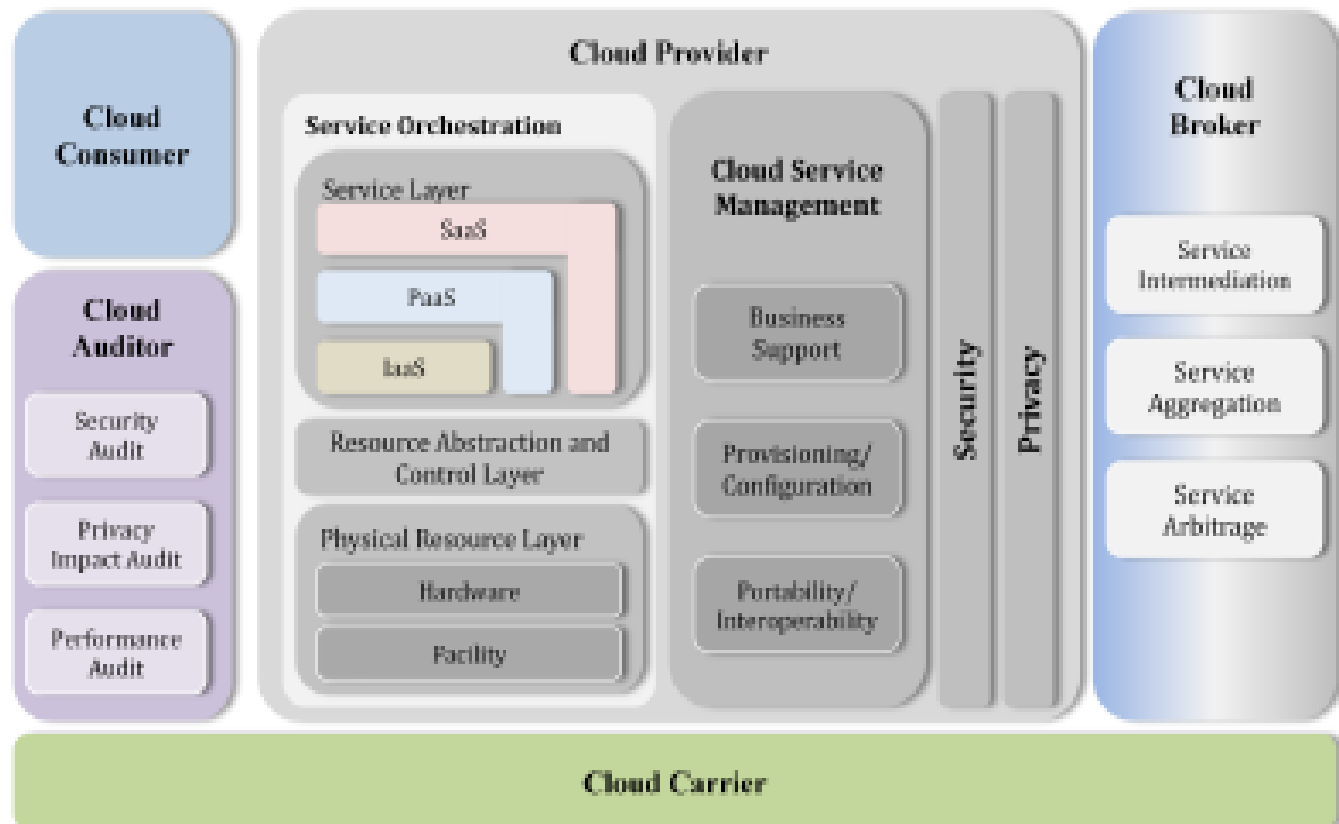 Cloud
Consumer
Cloud
Auditor
Security
Audit
Privacy
Impact Audit
Performance
Audit
Cloud Provider
Service Orchestration
Service Layer
SaaS
PaaS
IaaS
Resource Abstraction and
Control Layer
Physical Resource Layer
Hardware
Facility
Cloud Service
Management
Business
Support
Provisioning/
Configuration
Portability/
Interoperability
Security
Privacy
Cloud
Broker
Service
Intermediation
Service
Aggregation
Service
Arbitrage
Cloud Carrier